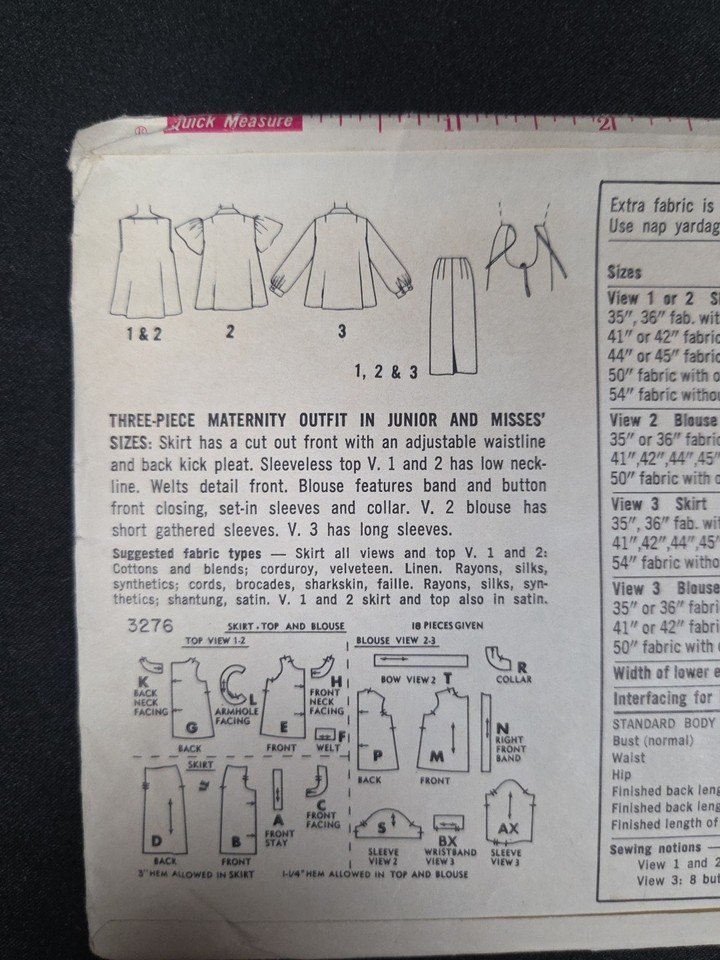 ® Quick Measure 1 2
1 & 2
2
3
1, 2 & 3
THREE-PIECE MATERNITY OUTFIT IN JUNIOR AND MISSES'
SIZES: Skirt has a cut out front with an adjustable waistline
and back kick pleat. Sleeveless top V. 1 and 2 has low neck-
line. Welts detail front. Blouse features band and button
front closing, set-in sleeves and collar. V. 2 blouse has
short gathered sleeves. V. 3 has long sleeves.
Suggested fabric types — Skirt all views and top V. 1 and 2:
Cottons and blends; corduroy, velveteen. Linen. Rayons, silks,
synthetics; cords, brocades, sharkskin, faille. Rayons, silks, syn-
thetics; shantung, satin. V. 1 and 2 skirt and top also in satin.
3276 SKIRT, TOP AND BLOUSE 18 PIECES GIVEN
TOP VIEW 1-2
K
BACK
NECK
FACING
G
BACK
L
ARMHOLE
FACING
E
FRONT
H
FRONT
NECK
FACING
F
WELT
BLOUSE VIEW 2-3
BOW VIEW 2 T
R
COLLAR
P
BACK
M
FRONT
N
RIGHT
FRONT
BAND
SKIRT
D
BACK
B
FRONT
A
FRONT
STAY
C
FRONT
FACING
S
SLEEVE
VIEW 2
BX
WRISTBAND
VIEW 3
AX
SLEEVE
VIEW 3
3" HEM ALLOWED IN SKIRT 1-1/4" HEM ALLOWED IN TOP AND BLOUSE
Extra fabric is
Use nap yardag
Sizes
View 1 or 2 S
35", 36" fab. wit
41" or 42" fabric
44" or 45" fabric
50" fabric with o
54" fabric withou
View 2 Blouse
35" or 36" fabric
41",42",44",45"
50" fabric with
View 3 Skirt
35", 36" fab. wit
41",42",44",45"
54" fabric witho
View 3 Blouse
35" or 36" fabri
41" or 42" fabri
50" fabric with
Width of lower e
Interfacing for
STANDARD BODY
Bust (normal)
Waist
Hip
Finished back leng
Finished back leng
Finished length of
Sewing notions —
View 1 and 2
View 3: 8 but